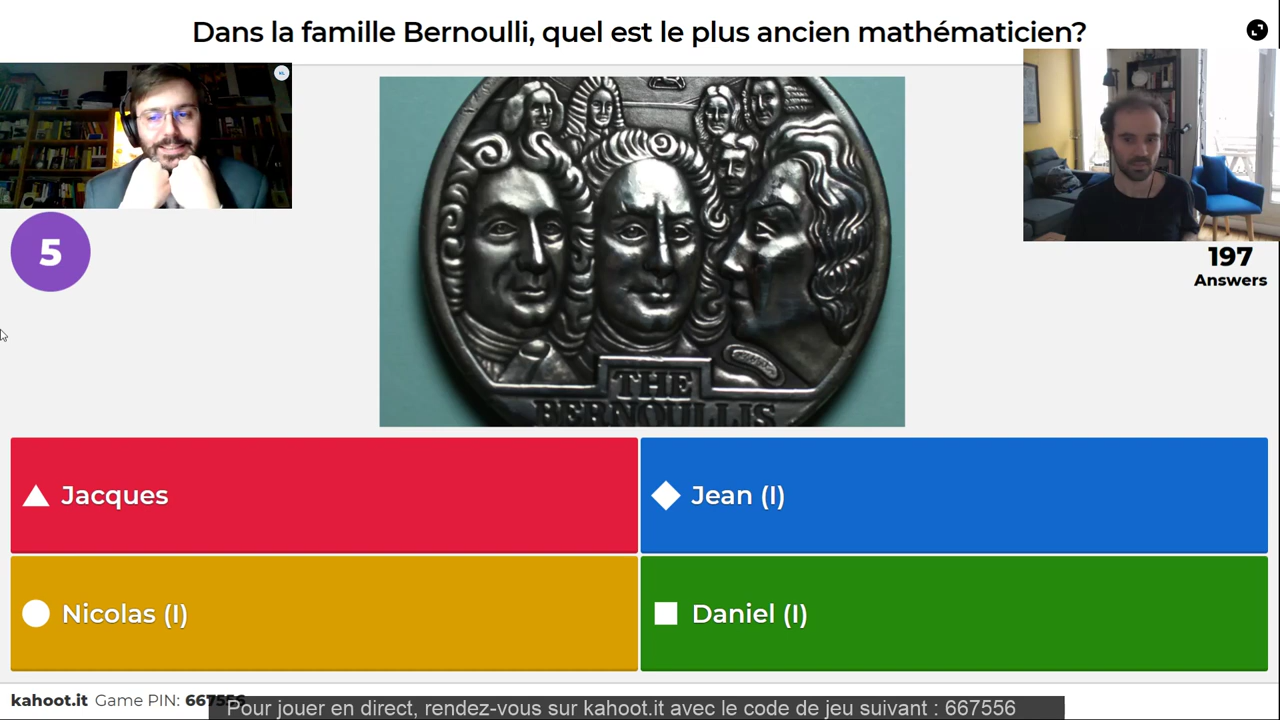 Dans la famille Bernoulli, quel est le plus ancien mathématicien?
5
197
Answers
THE
BERNOULLIS
Jacques
Jean (I)
Nicolas (I)
Daniel (I)
kahoot.it Game PIN: 667556
Pour jouer en direct, rendez-vous sur kahoot.it avec le code de jeu suivant : 667556